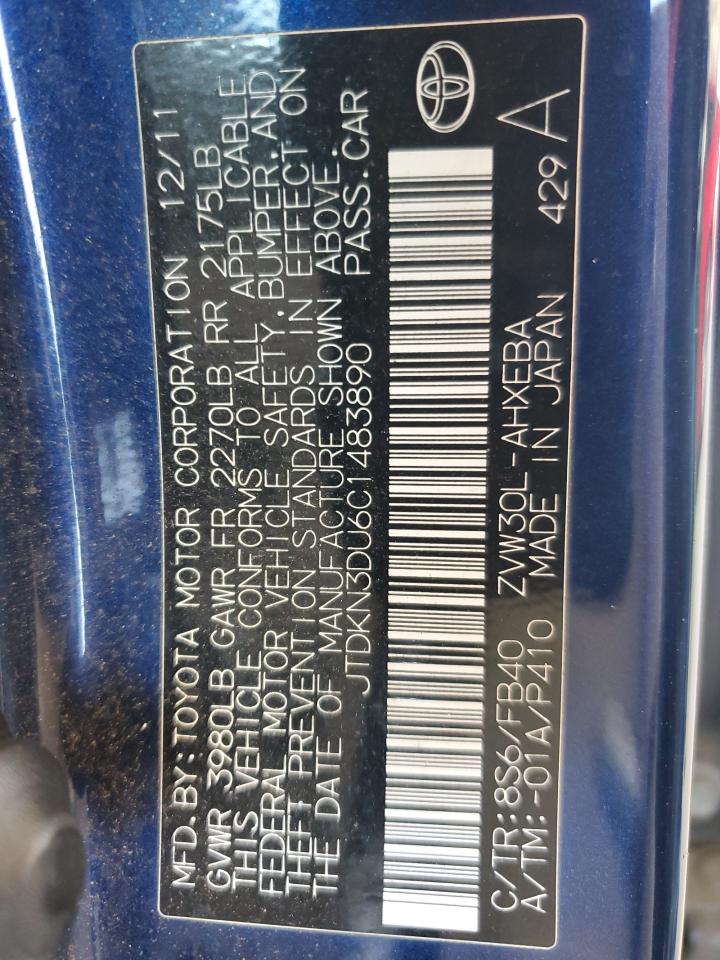 MFD.BY:TOYOTA MOTOR CORPORATION 12/11
GVWR 3980LB GAWR FR 2270LB RR 2175LB
THIS VEHICLE CONFORMS TO ALL APPLICABLE
FEDERAL MOTOR VEHICLE SAFETY,BUMPER,AND
THEFT PREVENTION STANDARDS IN EFFECT ON
THE DATE OF MANUFACTURE SHOWN ABOVE.
JTDKN3DU6C1483890 PASS.CAR
C/TR:8S6/FB40 ZVW30L-AHXEBA
A/TM:-01A/P410 MADE IN JAPAN 429 A